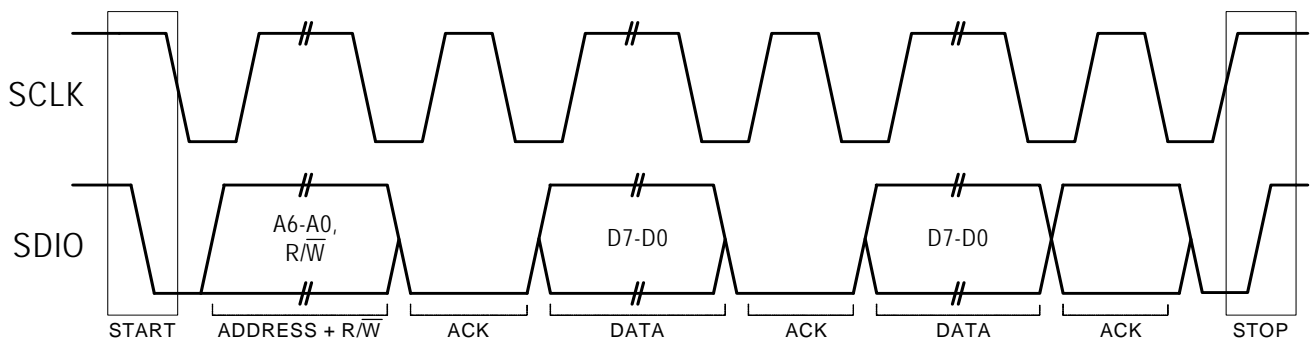 SCLK
SDIO
A6-A0,
R/W̅
D7-D0
D7-D0
START
ADDRESS + R/W̅
ACK
DATA
ACK
DATA
ACK
STOP